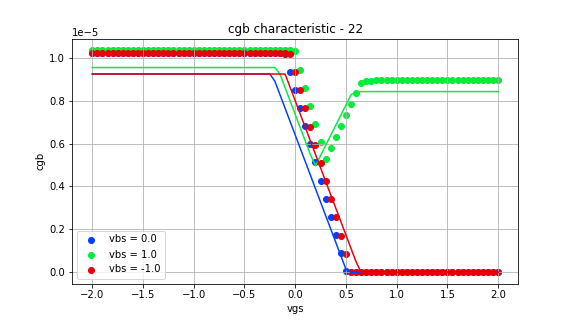 cgb characteristic - 22
1e−5
1.0
0.8
0.6
0.4
0.2
0.0
cgb
vbs = 0.0
vbs = 1.0
vbs = -1.0
−2.0 −1.5 −1.0 −0.5 0.0 0.5 1.0 1.5 2.0
vgs